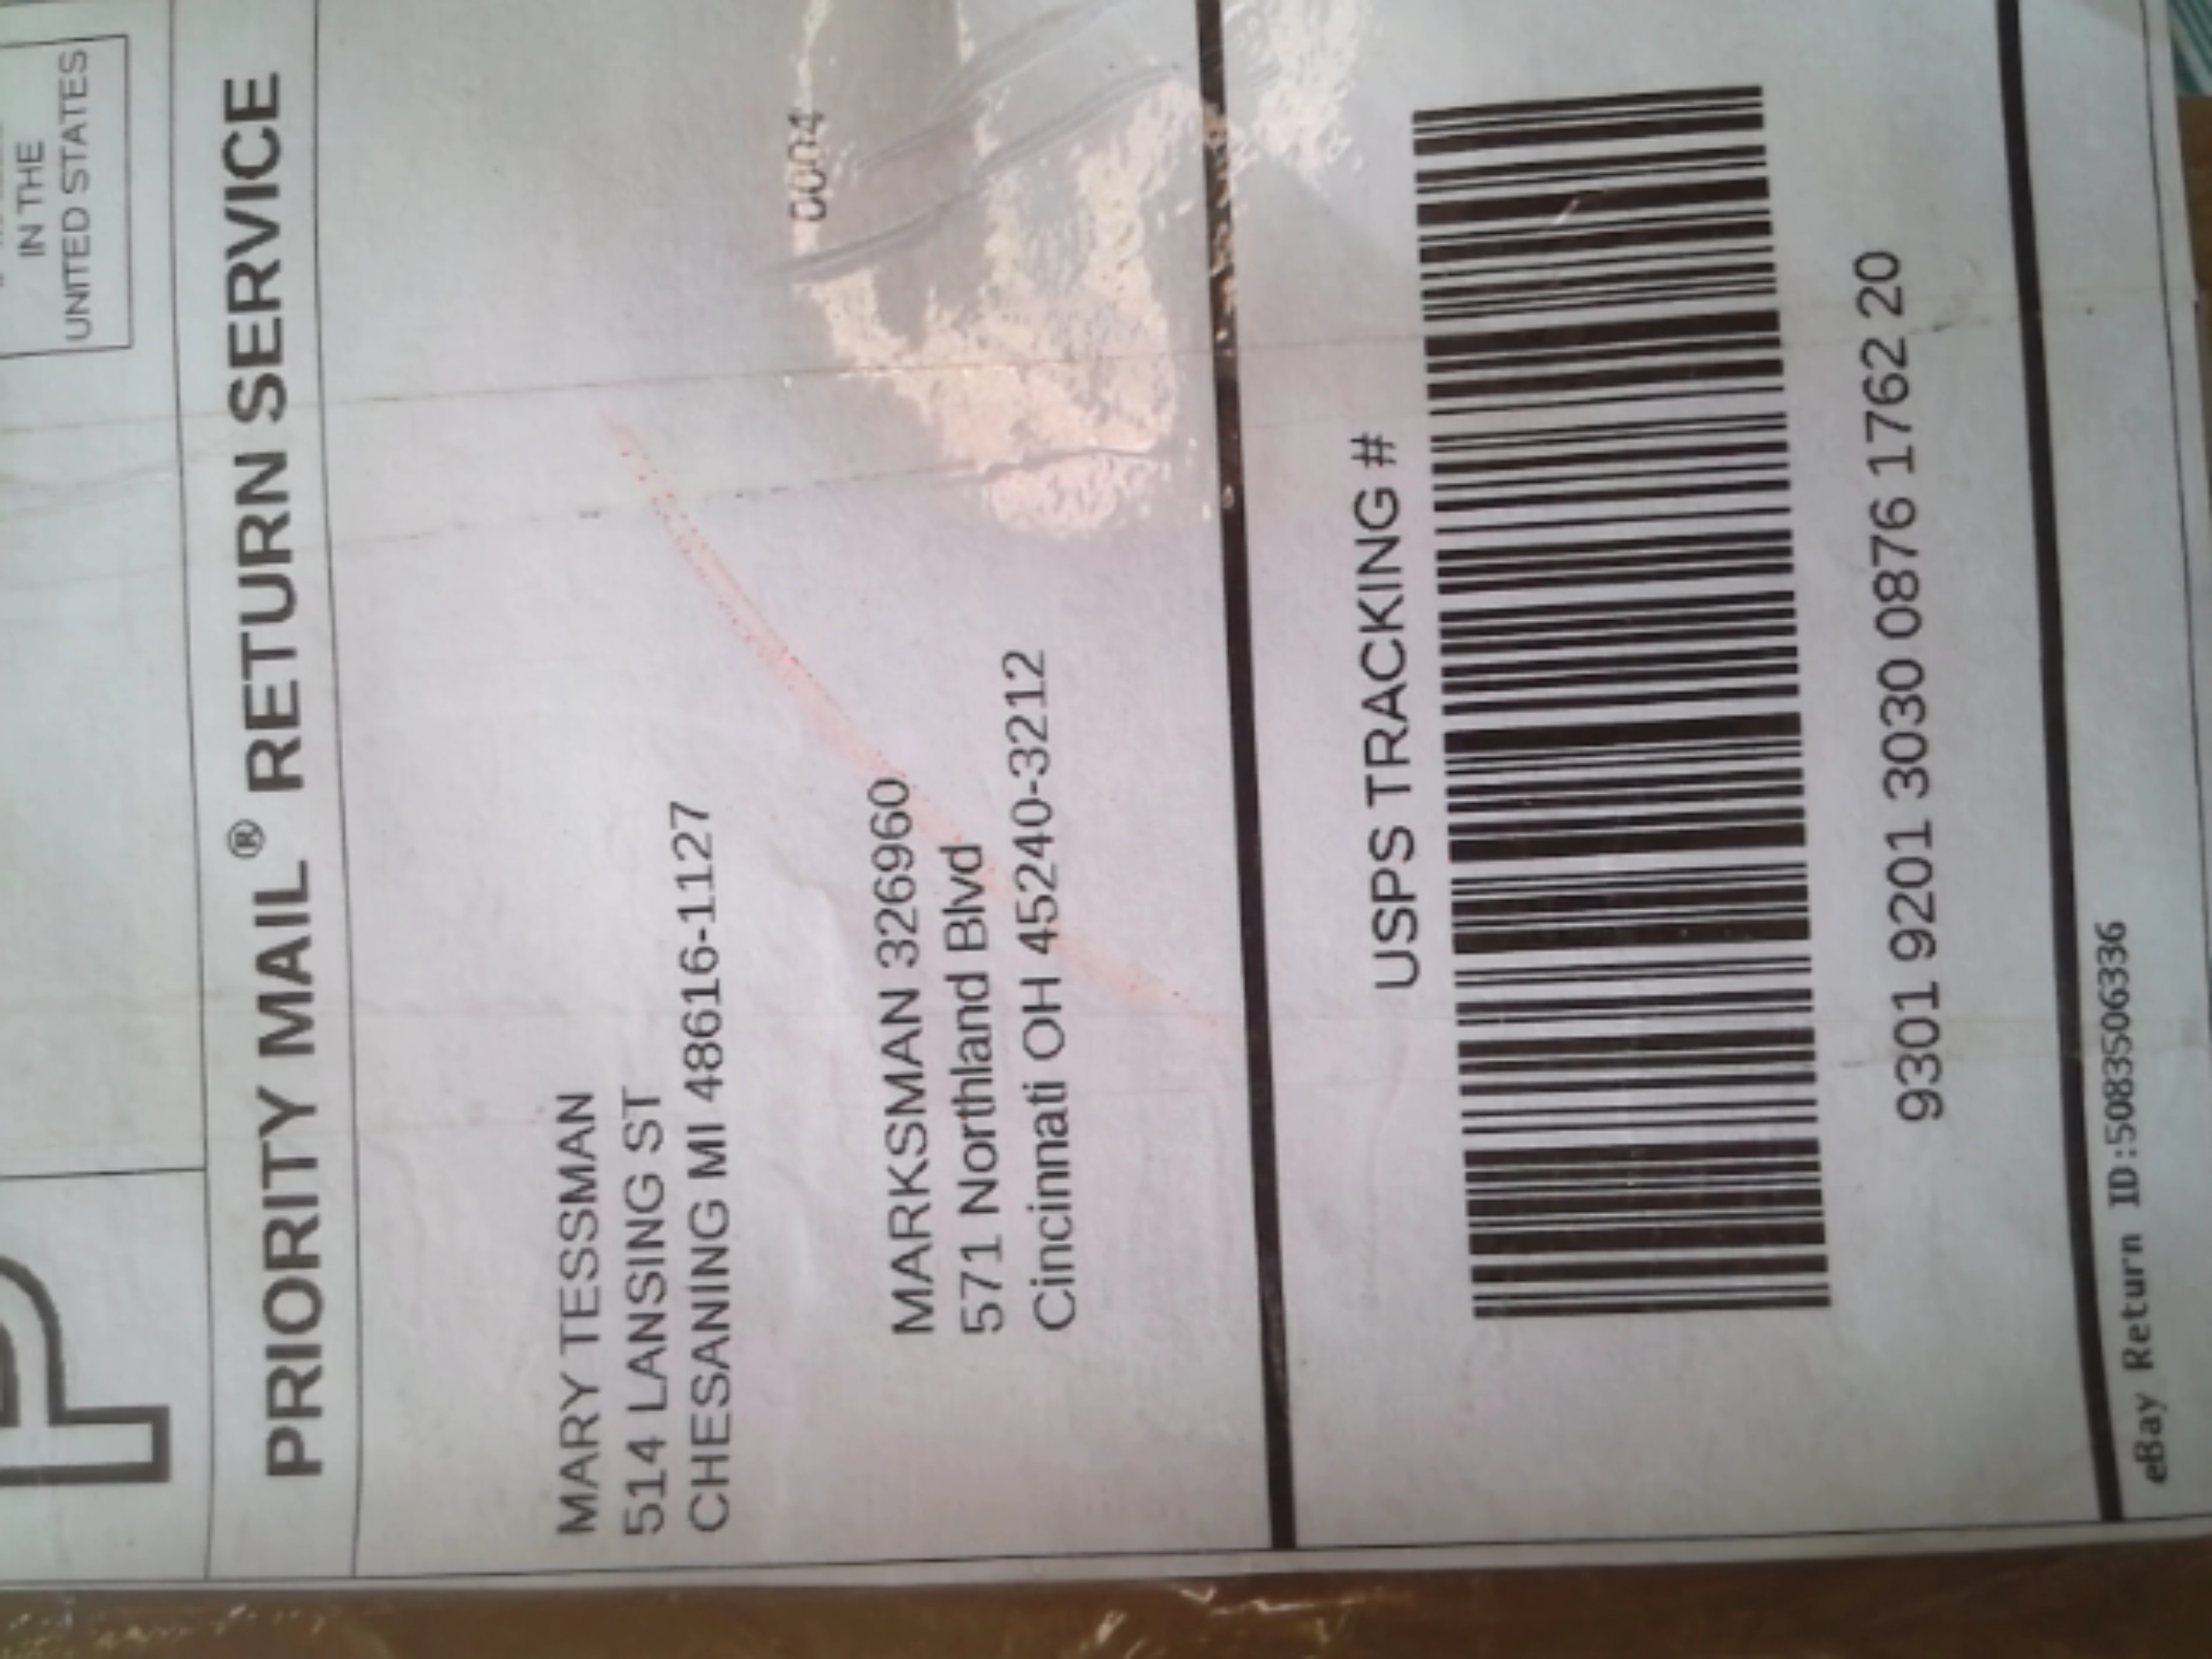 P
IN THE
UNITED STATES
PRIORITY MAIL® RETURN SERVICE
MARY TESSMAN
514 LANSING ST
CHESANING MI 48616-1127
0004
MARKSMAN 3269960
571 Northland Blvd
Cincinnati OH 45240-3212
USPS TRACKING #
9301 9201 3030 0876 1762 20
eBay Return ID:5083506336